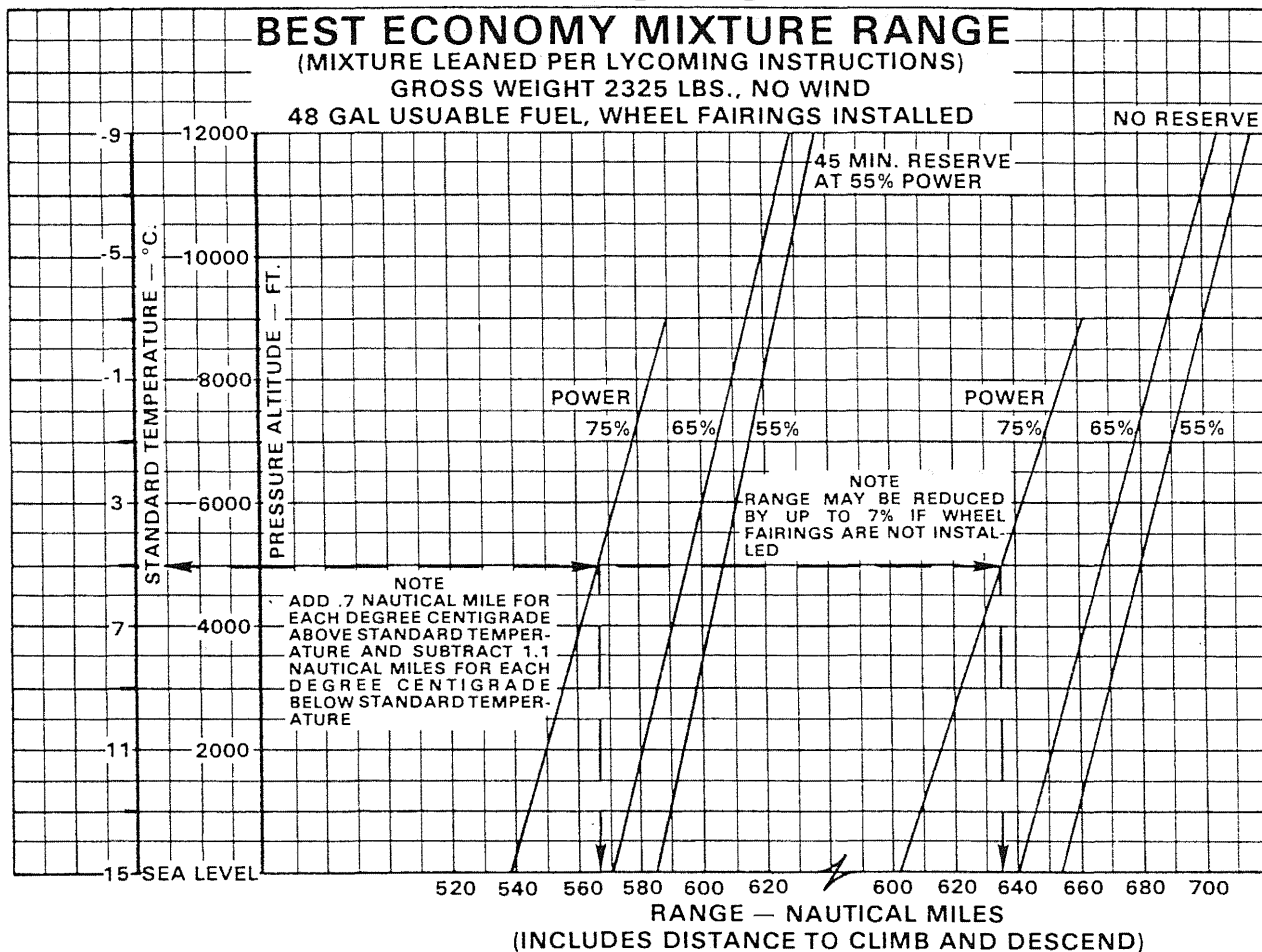 BEST ECONOMY MIXTURE RANGE
(MIXTURE LEANED PER LYCOMING INSTRUCTIONS)
GROSS WEIGHT 2325 LBS., NO WIND
48 GAL USUABLE FUEL, WHEEL FAIRINGS INSTALLED
NO RESERVE
-9
12000
45 MIN. RESERVE
AT 55% POWER
-5
10000
STANDARD TEMPERATURE — °C.
PRESSURE ALTITUDE — FT.
-1
8000
POWER
75% 65% 55%
POWER
75% 65% 55%
3
6000
NOTE
RANGE MAY BE REDUCED
BY UP TO 7% IF WHEEL
FAIRINGS ARE NOT INSTAL-
LED
NOTE
ADD .7 NAUTICAL MILE FOR
EACH DEGREE CENTIGRADE
ABOVE STANDARD TEMPER-
ATURE AND SUBTRACT 1.1
NAUTICAL MILES FOR EACH
DEGREE CENTIGRADE
BELOW STANDARD TEMPER-
ATURE
7
4000
11
2000
15
SEA LEVEL
520 540 560 580 600 620 600 620 640 660 680 700
RANGE — NAUTICAL MILES
(INCLUDES DISTANCE TO CLIMB AND DESCEND)